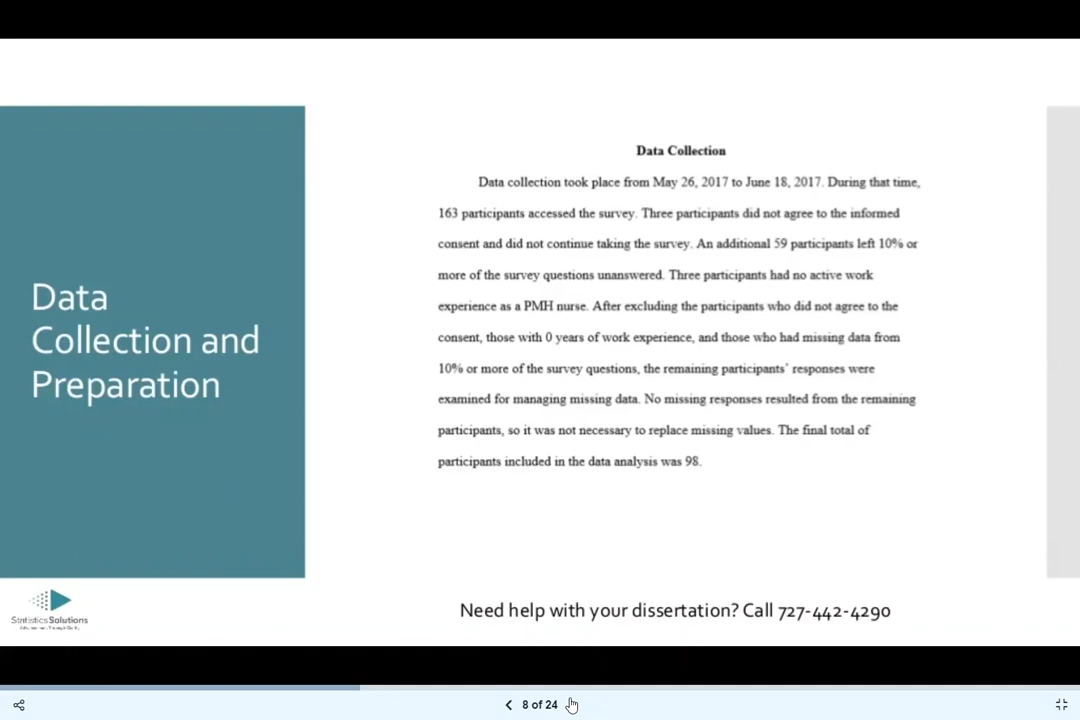 Data Collection
Data collection took place from May 26, 2017 to June 18, 2017. During that time,
163 participants accessed the survey. Three participants did not agree to the informed
consent and did not continue taking the survey. An additional 59 participants left 10% or
more of the survey questions unanswered. Three participants had no active work
experience as a PMH nurse. After excluding the participants who did not agree to the
consent, those with 0 years of work experience, and those who had missing data from
10% or more of the survey questions, the remaining participants' responses were
examined for managing missing data. No missing responses resulted from the remaining
participants, so it was not necessary to replace missing values. The final total of
participants included in the data analysis was 98.
Data
Collection and
Preparation
StatisticsSolutions
Advancement Through Clarity
Need help with your dissertation? Call 727-442-4290
8 of 24